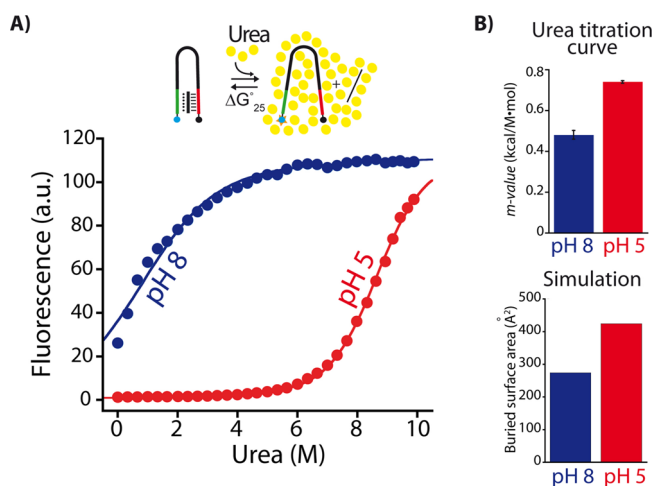 A)
Urea
+
ΔG°25
Fluorescence (a.u.)
120
100
80
60
40
20
0
pH 8
pH 5
0 2 4 6 8 10
Urea (M)
B)
Urea titration
curve
m-value (kcal/M•mol)
0.8
0.6
0.4
0.2
0
pH 8 pH 5
Simulation
Buried surface area (Å²)
500
400
300
200
100
0
pH 8 pH 5